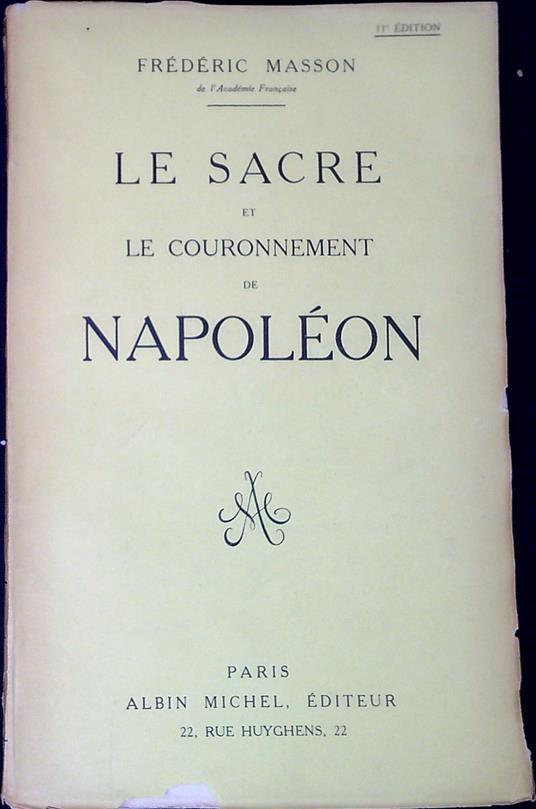 11e ÉDITION
FRÉDÉRIC MASSON
de l'Académie Française
LE SACRE
ET
LE COURONNEMENT
DE
NAPOLÉON
AM
PARIS
ALBIN MICHEL, ÉDITEUR
22, RUE HUYGHENS, 22